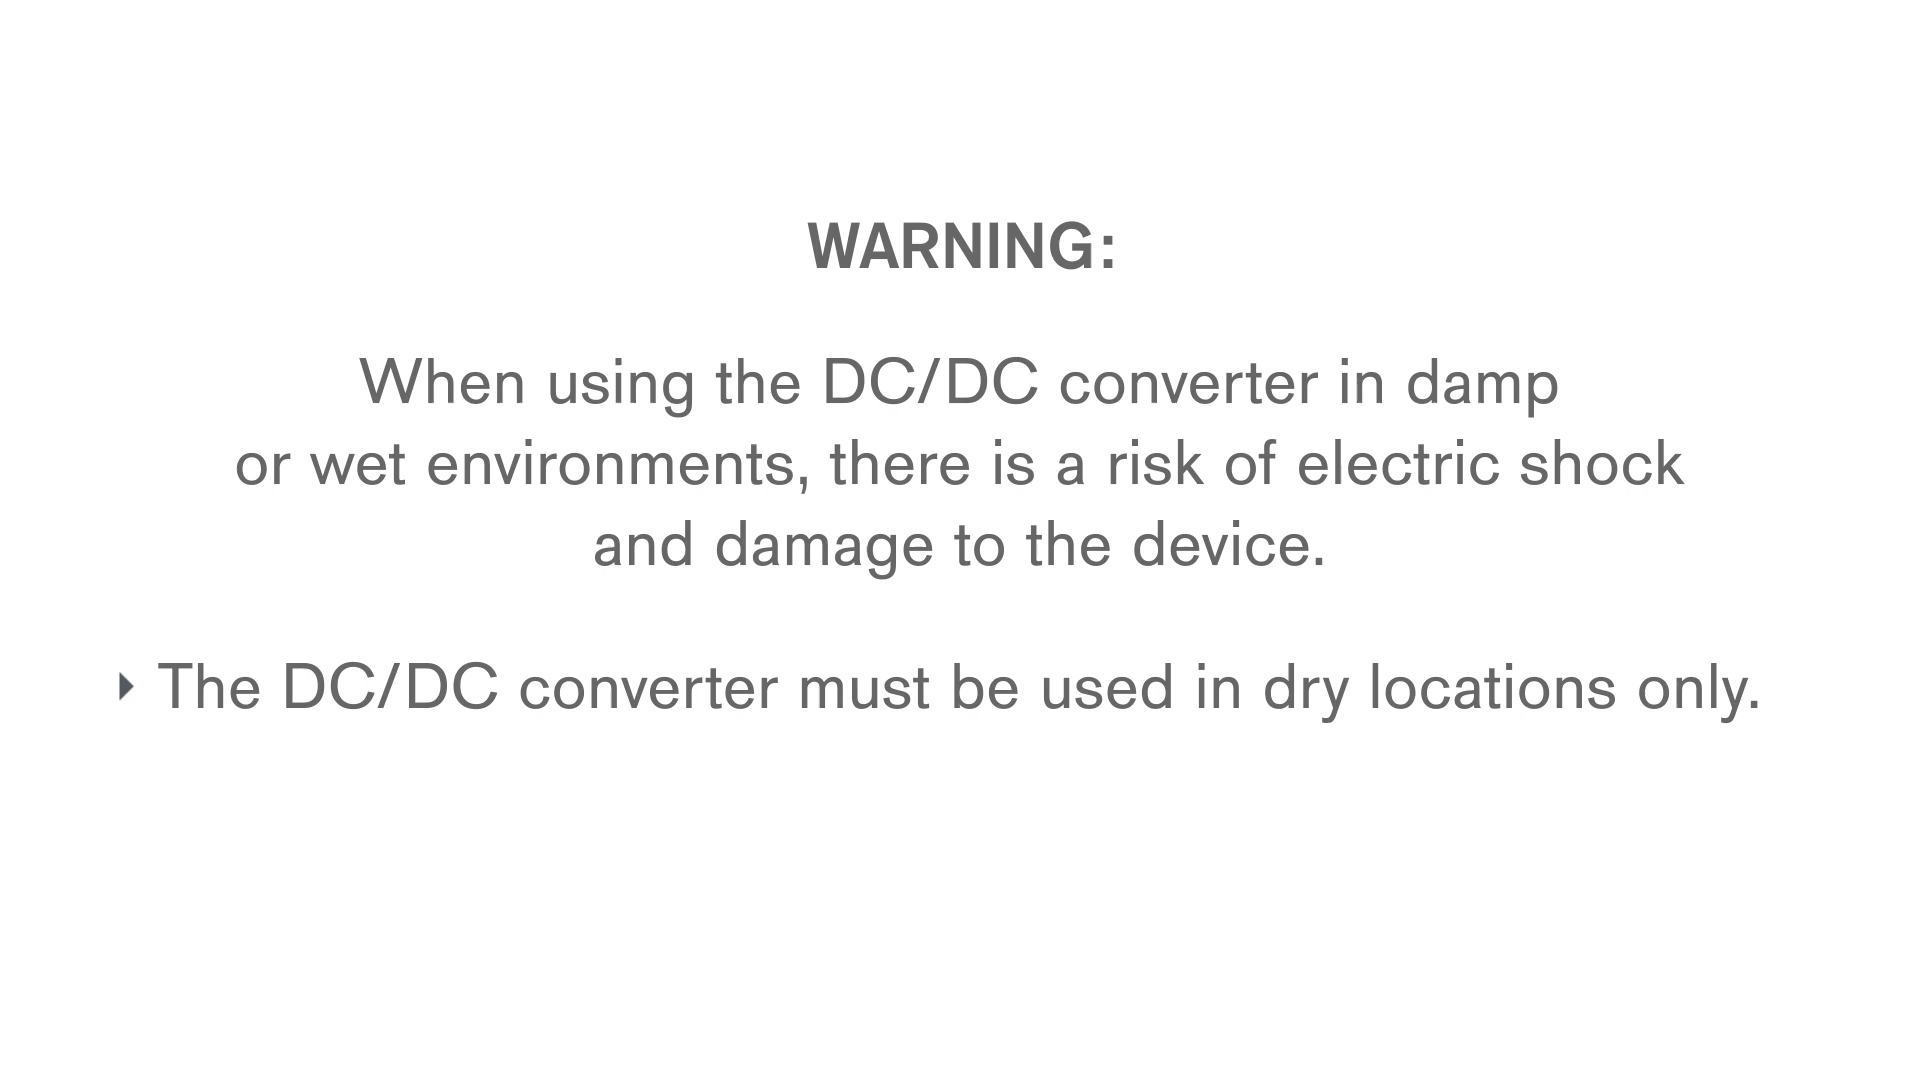 WARNING:
When using the DC/DC converter in damp
or wet environments, there is a risk of electric shock
and damage to the device.
The DC/DC converter must be used in dry locations only.